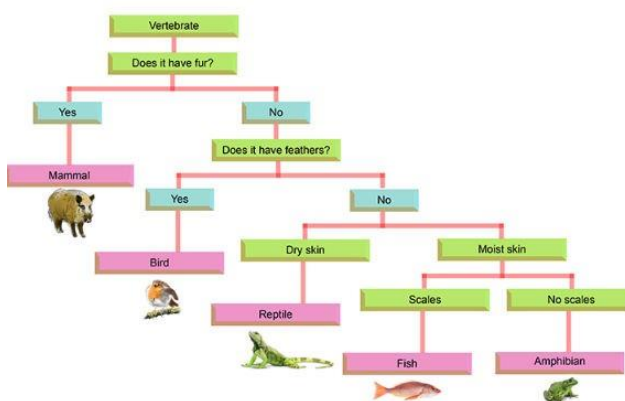 Vertebrate
Does it have fur?
Yes
No
Does it have feathers?
Mammal
Yes
No
Dry skin
Moist skin
Bird
Scales
No scales
Reptile
Fish
Amphibian